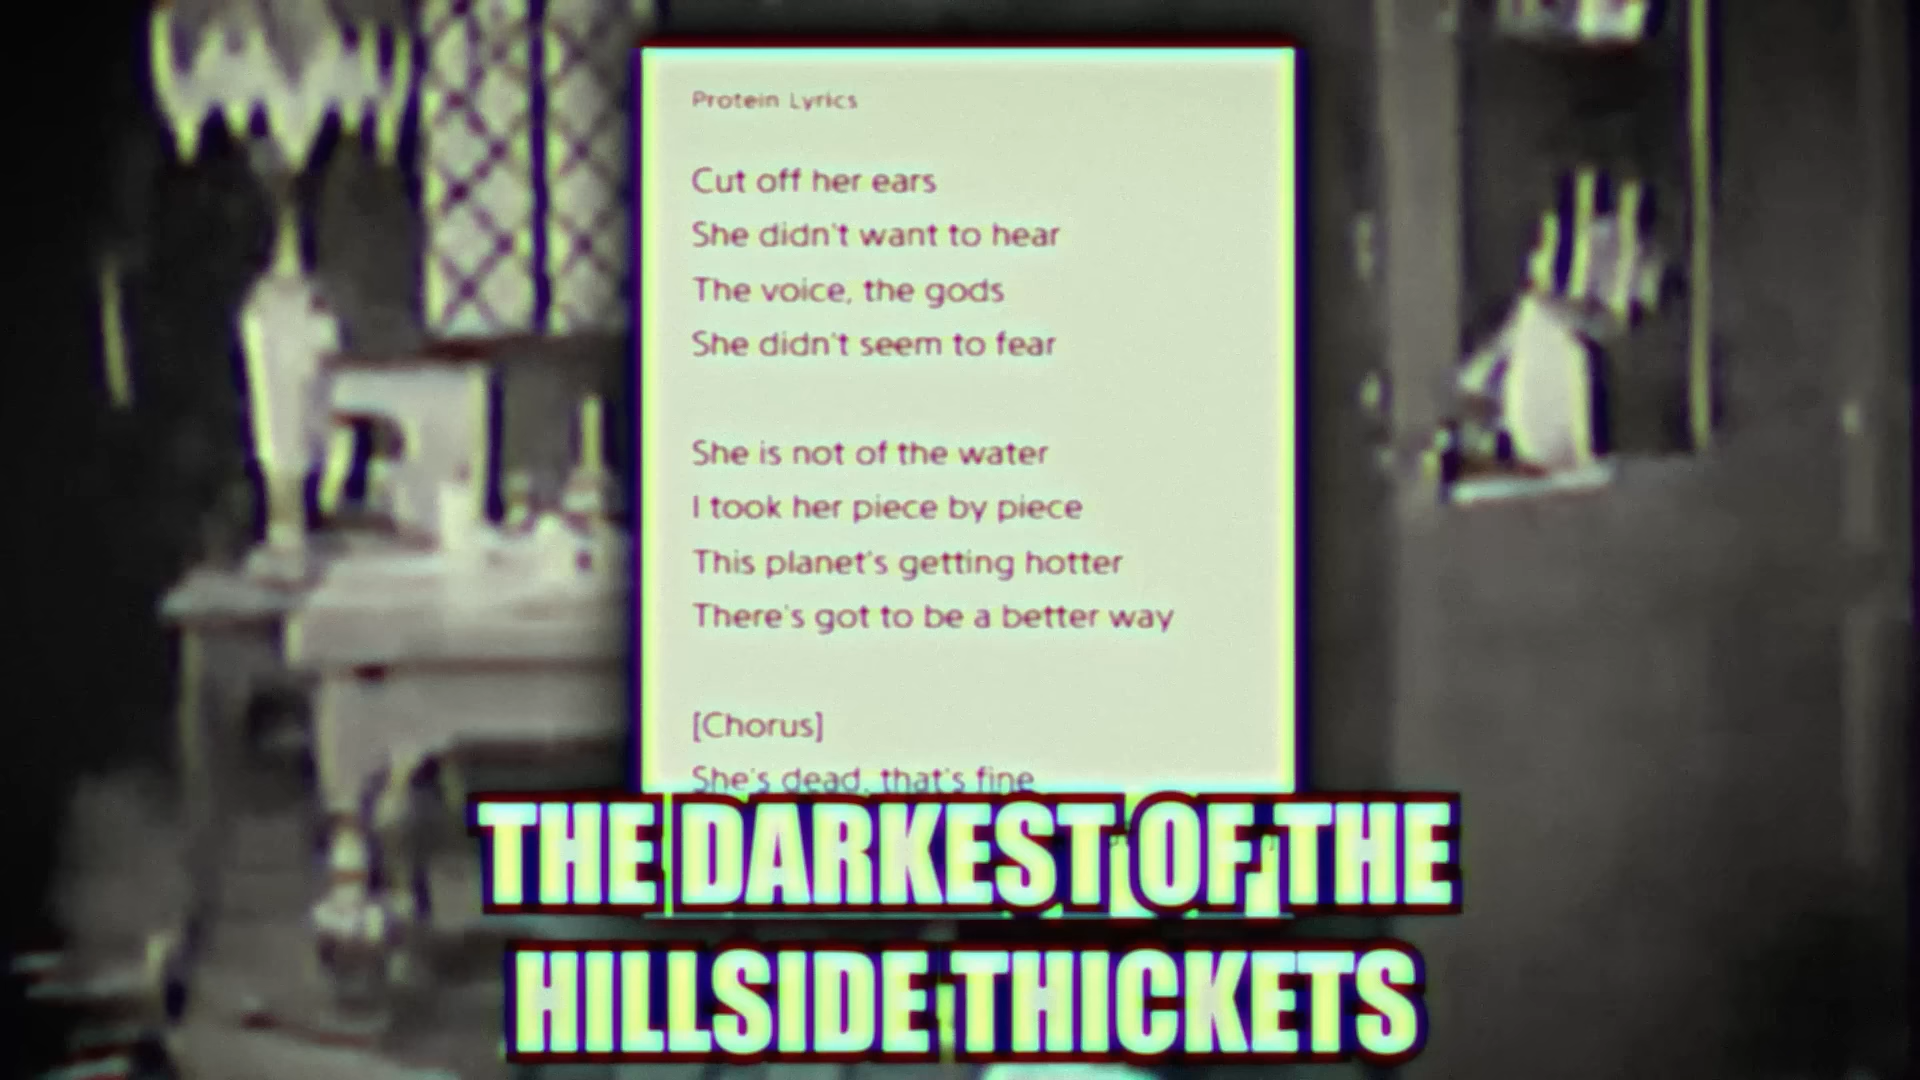 Protein Lyrics
Cut off her ears
She didn't want to hear
The voice, the gods
She didn't seem to fear
She is not of the water
I took her piece by piece
This planet's getting hotter
There's got to be a better way
[Chorus]
She's dead, that's fine
THE DARKEST OF THE
HILLSIDE THICKETS